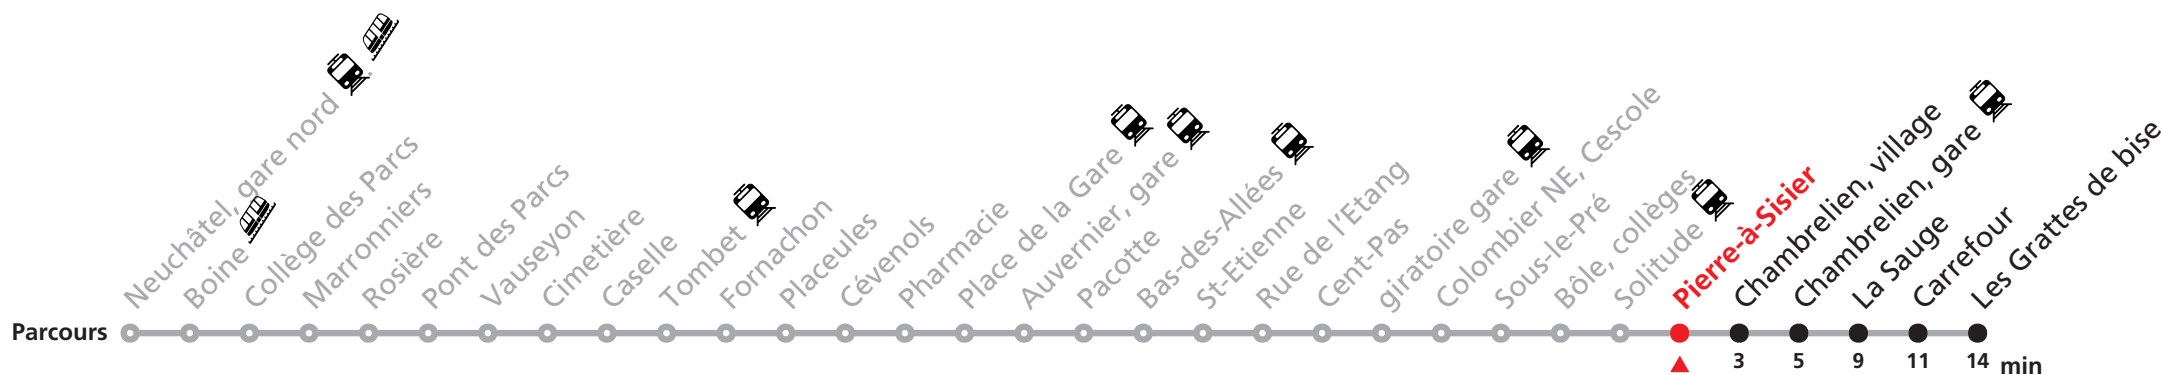 Neuchâtel, gare nord
Boine
Collège des Parcs
Marronniers
Rosière
Pont des Parcs
Vauseyon
Cimetière
Caselle
Tombet
Fornachon
Placeules
Cévenols
Pharmacie
Place de la Gare
Auvernier, gare
Pacotte
Bas-des-Allées
St-Etienne
Rue de l'Etang
Cent-Pas
giratoire gare
Colombier NE, Cescole
Sous-le-Pré
Bôle, collèges
Solitude
Pierre-à-Sisier
Chambrelien, village
Chambrelien, gare
La Sauge
Carrefour
Les Grattes de bise
Parcours
3 5 9 11 14 min